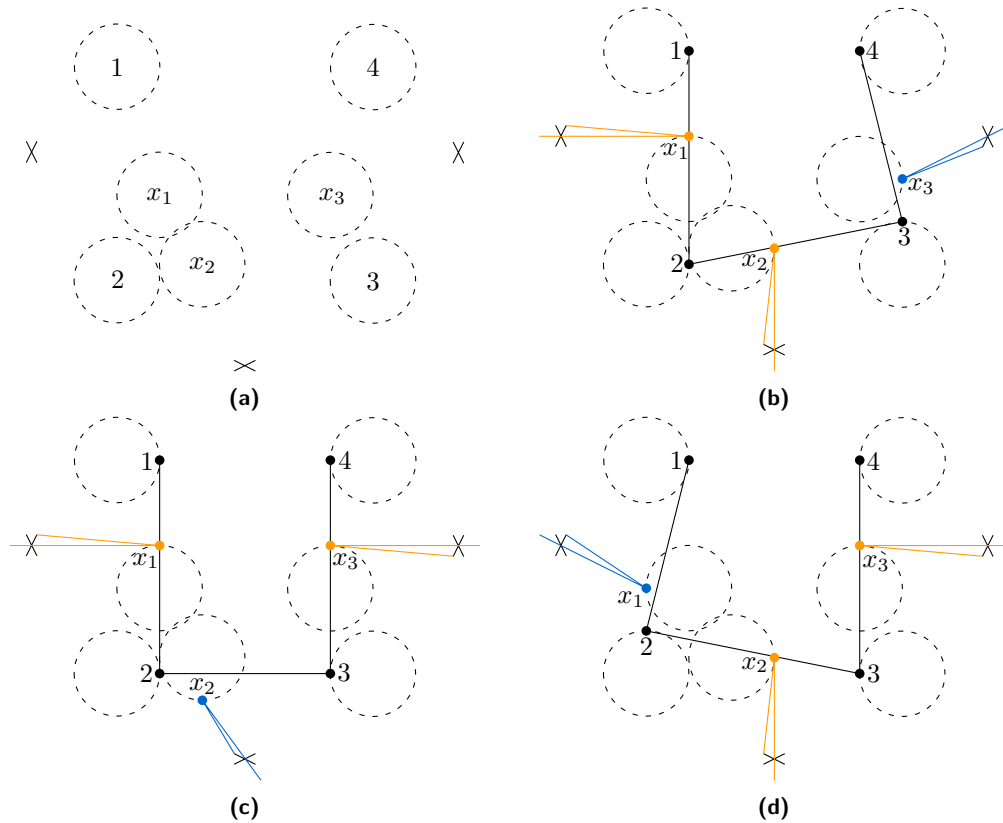 1 4
x₁ x₃
2 x₂ 3
(a)
1 4
x₁
x₃
2 x₂ 3
(b)
1 4
x₁ x₃
2 x₂ 3
(c)
1 4
x₁ x₃
2 x₂ 3
(d)